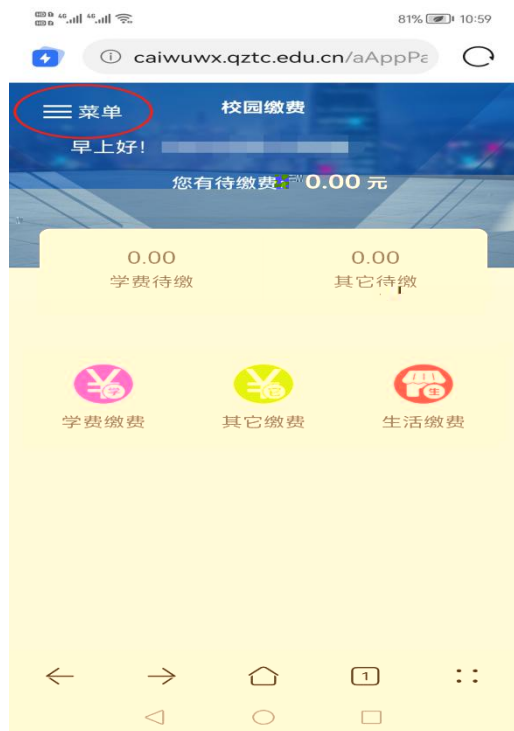 81% 10:59
caiwuwx.qztc.edu.cn/aAppPa
菜单
校园缴费
早上好!
您有待缴费 0.00 元
0.00 0.00
学费待缴 其它待缴
学费缴费 其它缴费 生活缴费
1